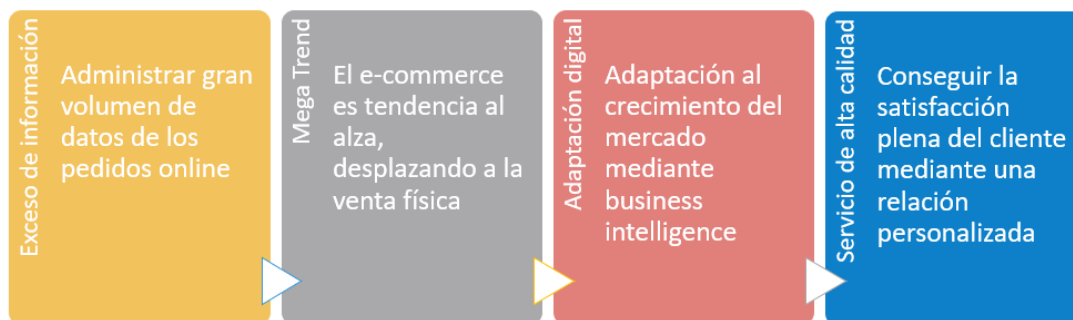 Exceso de información
Administrar gran
volumen de
datos de los
pedidos online
Mega Trend
El e-commerce
es tendencia al
alza,
desplazando a la
venta física
Adaptación digital
Adaptación al
crecimiento del
mercado
mediante
business
intelligence
Servicio de alta calidad
Conseguir la
satisfacción
plena del cliente
mediante una
relación
personalizada